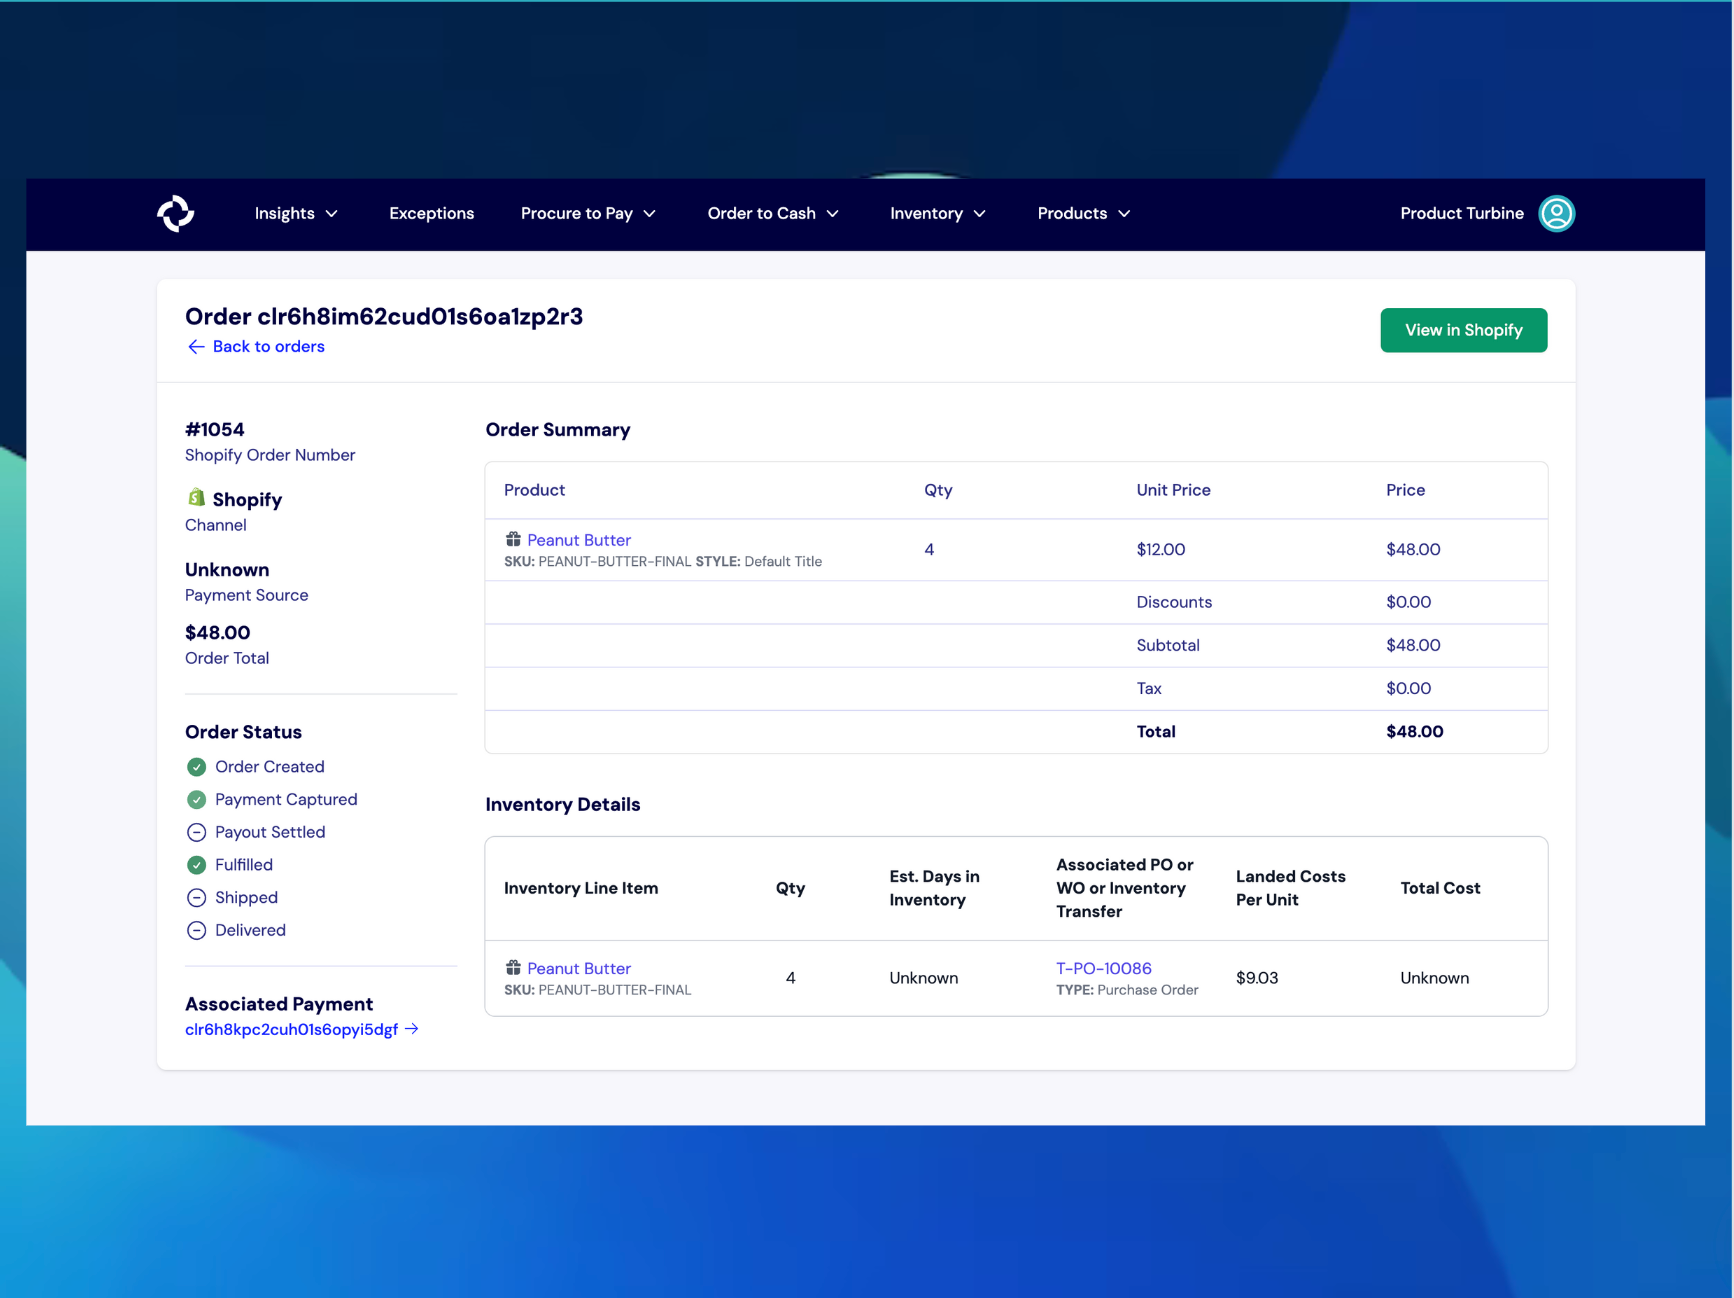 Insights
Exceptions
Procure to Pay
Order to Cash
Inventory
Products
Product Turbine
Order clr6h8im62cud01s6oa1zp2r3
Back to orders
View in Shopify
#1054
Shopify Order Number
Shopify
Channel
Unknown
Payment Source
$48.00
Order Total
Order Status
Order Created
Payment Captured
Payout Settled
Fulfilled
Shipped
Delivered
Associated Payment
clr6h8kpc2cuh01s6opyi5dgf
Order Summary
Product Qty Unit Price Price
Peanut Butter
SKU: PEANUT-BUTTER-FINAL STYLE: Default Title
4 $12.00 $48.00
Discounts $0.00
Subtotal $48.00
Tax $0.00
Total $48.00
Inventory Details
Inventory Line Item
Qty
Est. Days in
Inventory
Associated PO or
WO or Inventory
Transfer
Landed Costs
Per Unit
Total Cost
Peanut Butter
SKU: PEANUT-BUTTER-FINAL
4
Unknown
T-PO-10086
TYPE: Purchase Order
$9.03
Unknown